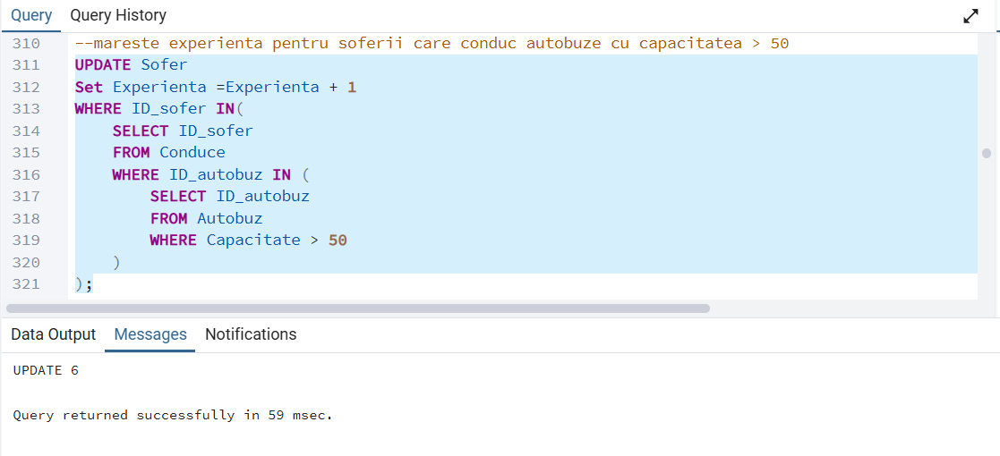 Query Query History
310 --mareste experienta pentru soferii care conduc autobuze cu capacitatea > 50
311 UPDATE Sofer
312 Set Experienta =Experienta + 1
313 WHERE ID_sofer IN(
314 SELECT ID_sofer
315 FROM Conduce
316 WHERE ID_autobuz IN (
317 SELECT ID_autobuz
318 FROM Autobuz
319 WHERE Capacitate > 50
320 )
321 );
Data Output Messages Notifications
UPDATE 6
Query returned successfully in 59 msec.